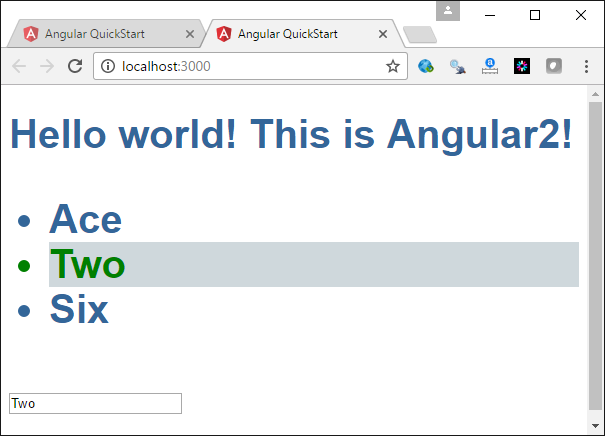 Angular QuickStart
Angular QuickStart
localhost:3000
Hello world! This is Angular2!
Ace
Two
Six
Two